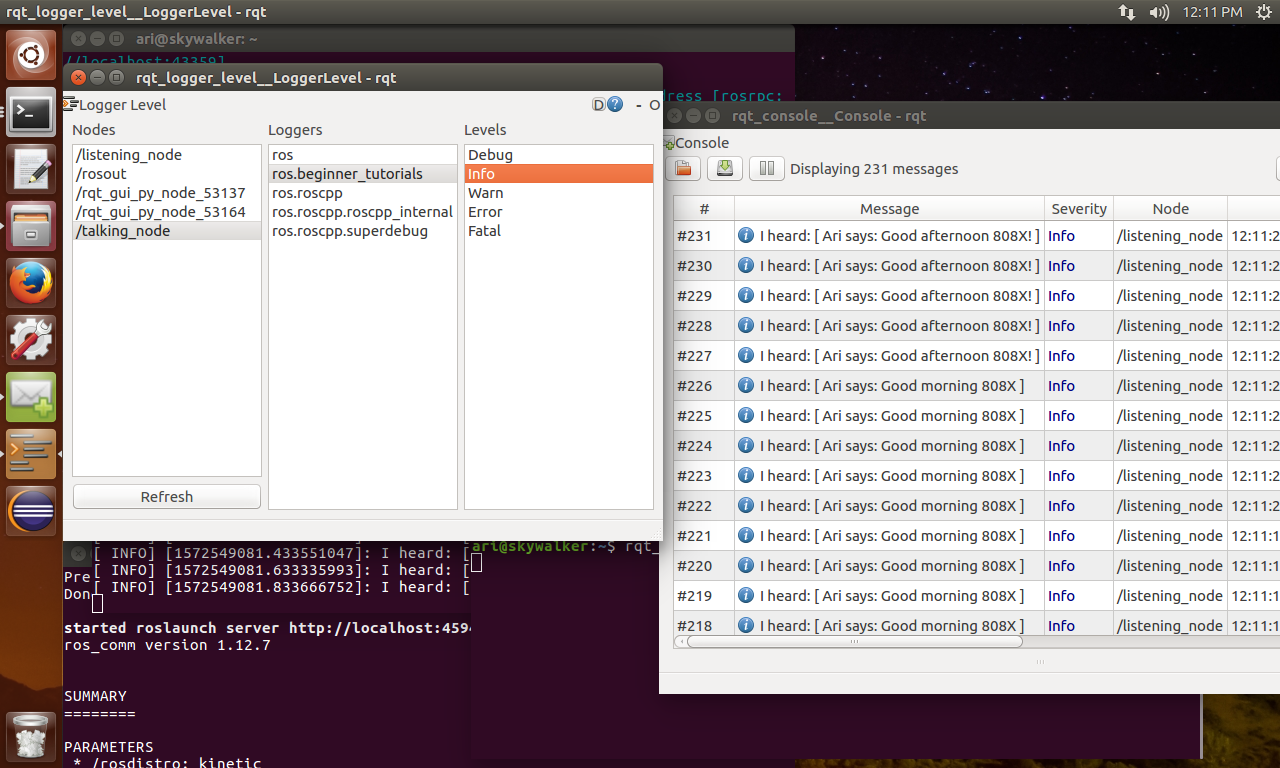 rqt_logger_level__LoggerLevel - rqt
12:11 PM
ari@skywalker: ~
//localhost:43359]
rqt_logger_level__LoggerLevel - rqt
dress [rosrpc:
Logger Level
D ? - O
Nodes
/listening_node
/rosout
/rqt_gui_py_node_53137
/rqt_gui_py_node_53164
/talking_node
Refresh
Loggers
ros
ros.beginner_tutorials
ros.roscpp
ros.roscpp.roscpp_internal
ros.roscpp.superdebug
Levels
Debug
Info
Warn
Error
Fatal
rqt_console__Console - rqt
Console
Displaying 231 messages
# Message Severity Node
#231 I heard: [ Ari says: Good afternoon 808X! ] Info /listening_node 12:11:2
#230 I heard: [ Ari says: Good afternoon 808X! ] Info /listening_node 12:11:2
#229 I heard: [ Ari says: Good afternoon 808X! ] Info /listening_node 12:11:2
#228 I heard: [ Ari says: Good afternoon 808X! ] Info /listening_node 12:11:2
#227 I heard: [ Ari says: Good afternoon 808X! ] Info /listening_node 12:11:2
#226 I heard: [ Ari says: Good morning 808X ] Info /listening_node 12:11:2
#225 I heard: [ Ari says: Good morning 808X ] Info /listening_node 12:11:2
#224 I heard: [ Ari says: Good morning 808X ] Info /listening_node 12:11:2
#223 I heard: [ Ari says: Good morning 808X ] Info /listening_node 12:11:2
#222 I heard: [ Ari says: Good morning 808X ] Info /listening_node 12:11:2
#221 I heard: [ Ari says: Good morning 808X ] Info /listening_node 12:11:1
#220 I heard: [ Ari says: Good morning 808X ] Info /listening_node 12:11:1
#219 I heard: [ Ari says: Good morning 808X ] Info /listening_node 12:11:1
#218 I heard: [ Ari says: Good morning 808X ] Info /listening_node 12:11:1
[ INFO] [1572549081.433551047]: I heard: [
[ INFO] [1572549081.633335993]: I heard: [
[ INFO] [1572549081.833666752]: I heard: [
ari@skywalker:~$ rqt_
Pre
Don
started roslaunch server http://localhost:4594
ros_comm version 1.12.7
SUMMARY
========
PARAMETERS
* /rosdistro: kinetic